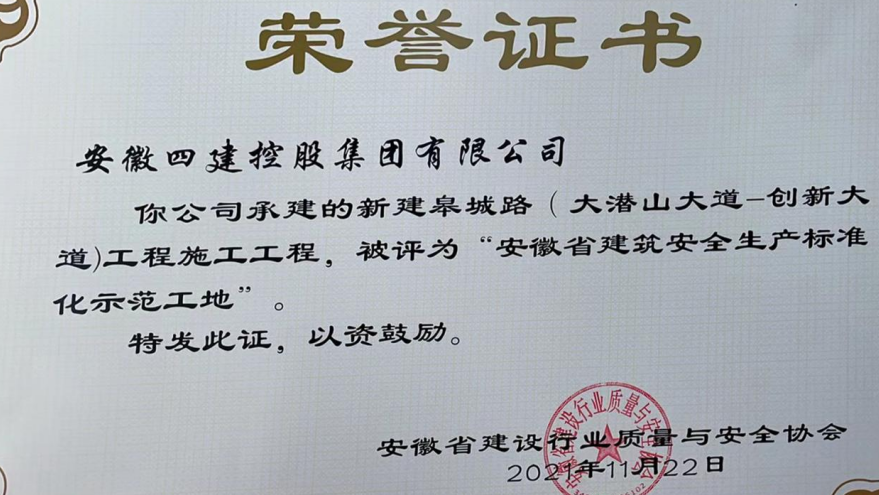 荣誉证书
安徽四建控股集团有限公司
你公司承建的新建皋城路（大潜山大道-创新大
道)工程施工工程，被评为“安徽省建筑安全生产标准
化示范工地”。
特发此证，以资鼓励。
安徽省建设行业质量与安全协会
2021年11月22日